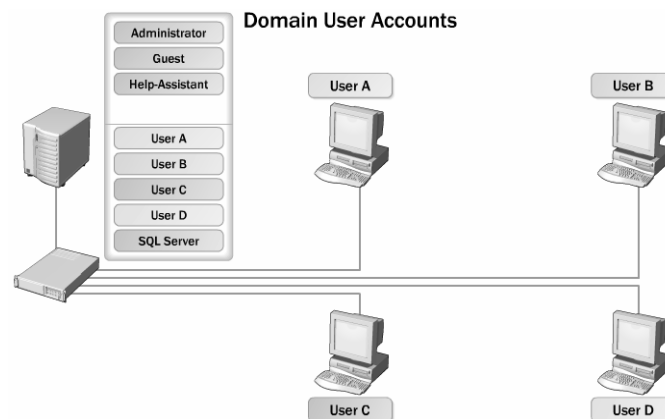 Domain User Accounts
Administrator
Guest
Help-Assistant
User A
User B
User C
User D
SQL Server
User A
User B
User C
User D